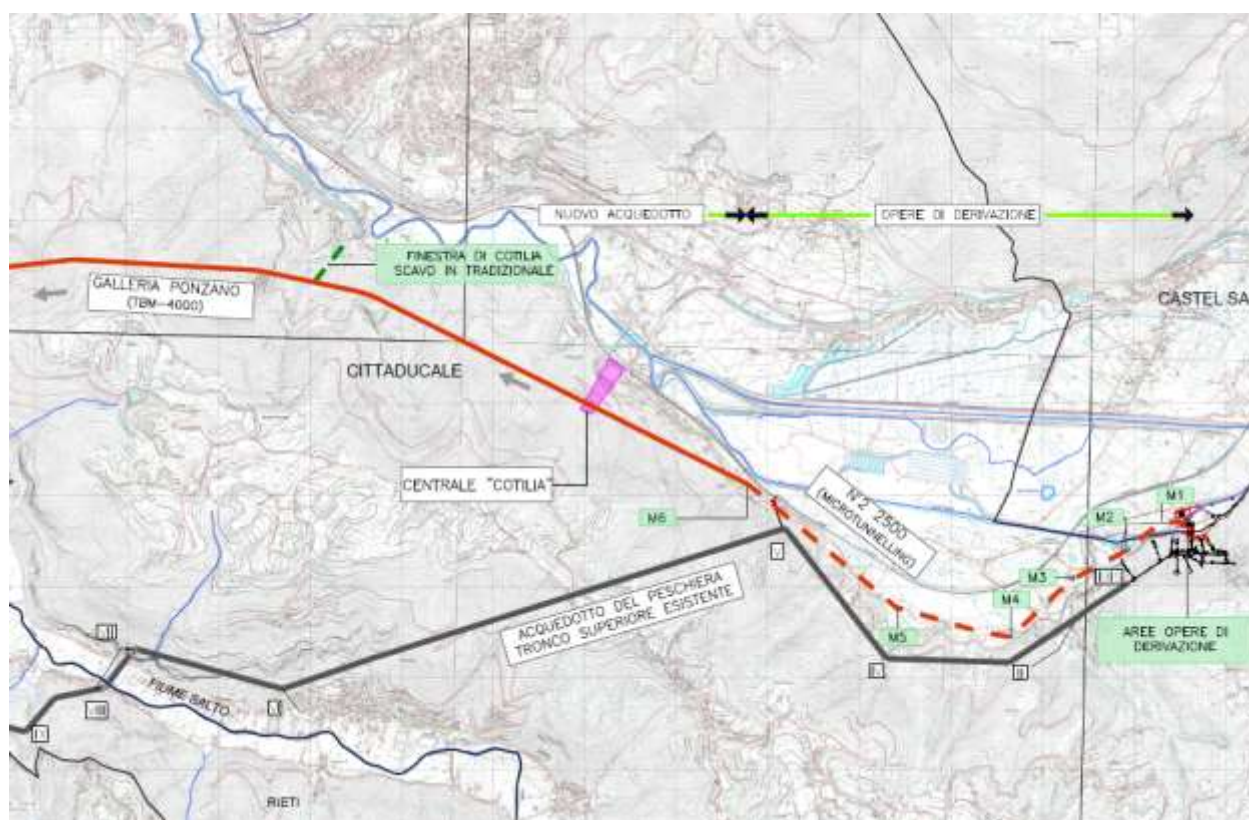 NUOVO ACQUEDOTTO
OPERE DI DERIVAZIONE
FINESTRA DI COTILIA
SCAVO IN TRADIZIONALE
GALLERIA PONZANO
(TBM-4000)
CASTEL SA
CITTADUCALE
CENTRALE "COTILIA"
M6
N°2 2500
(MICROTUNNELLING)
M1
M2
M3
M4
M5
V
ACQUEDOTTO DEL PESCHIERA
TRONCO SUPERIORE ESISTENTE
AREE OPERE DI
DERIVAZIONE
III
FIUME SALTO
RIETI